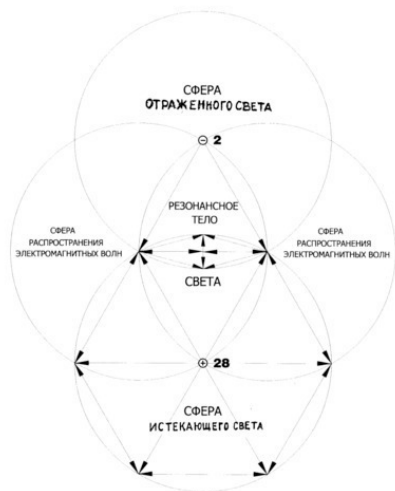 СФЕРА
ОТРАЖЕННОГО СВЕТА
⊖ 2
РЕЗОНАНСНОЕ
ТЕЛО
СФЕРА
РАСПРОСТРАНЕНИЯ
ЭЛЕКТРОМАГНИТНЫХ ВОЛН
СФЕРА
РАСПРОСТРАНЕНИЯ
ЭЛЕКТРОМАГНИТНЫХ ВОЛН
СВЕТА
⊕ 28
СФЕРА
ИСТЕКАЮЩЕГО СВЕТА